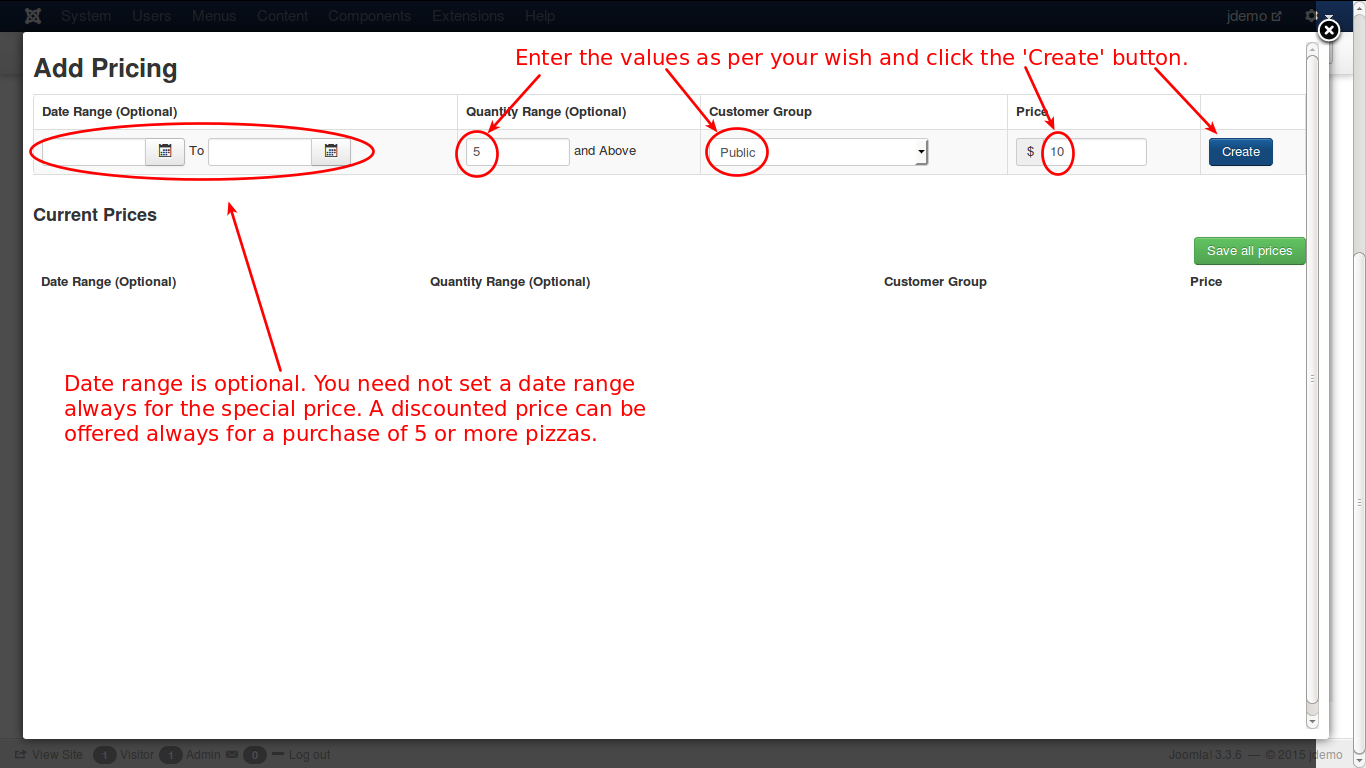 System Users Menus Content Components Extensions Help jdemo
Enter the values as per your wish and click the 'Create' button.
Add Pricing
Date Range (Optional) Quantity Range (Optional) Customer Group Price
To 5 and Above Public $ 10 Create
Current Prices
Save all prices
Date Range (Optional) Quantity Range (Optional) Customer Group Price
Date range is optional. You need not set a date range
always for the special price. A discounted price can be
offered always for a purchase of 5 or more pizzas.
View Site 1 Visitor 1 Admin 0 Log out Joomla! 3.3.6 — © 2015 jdemo